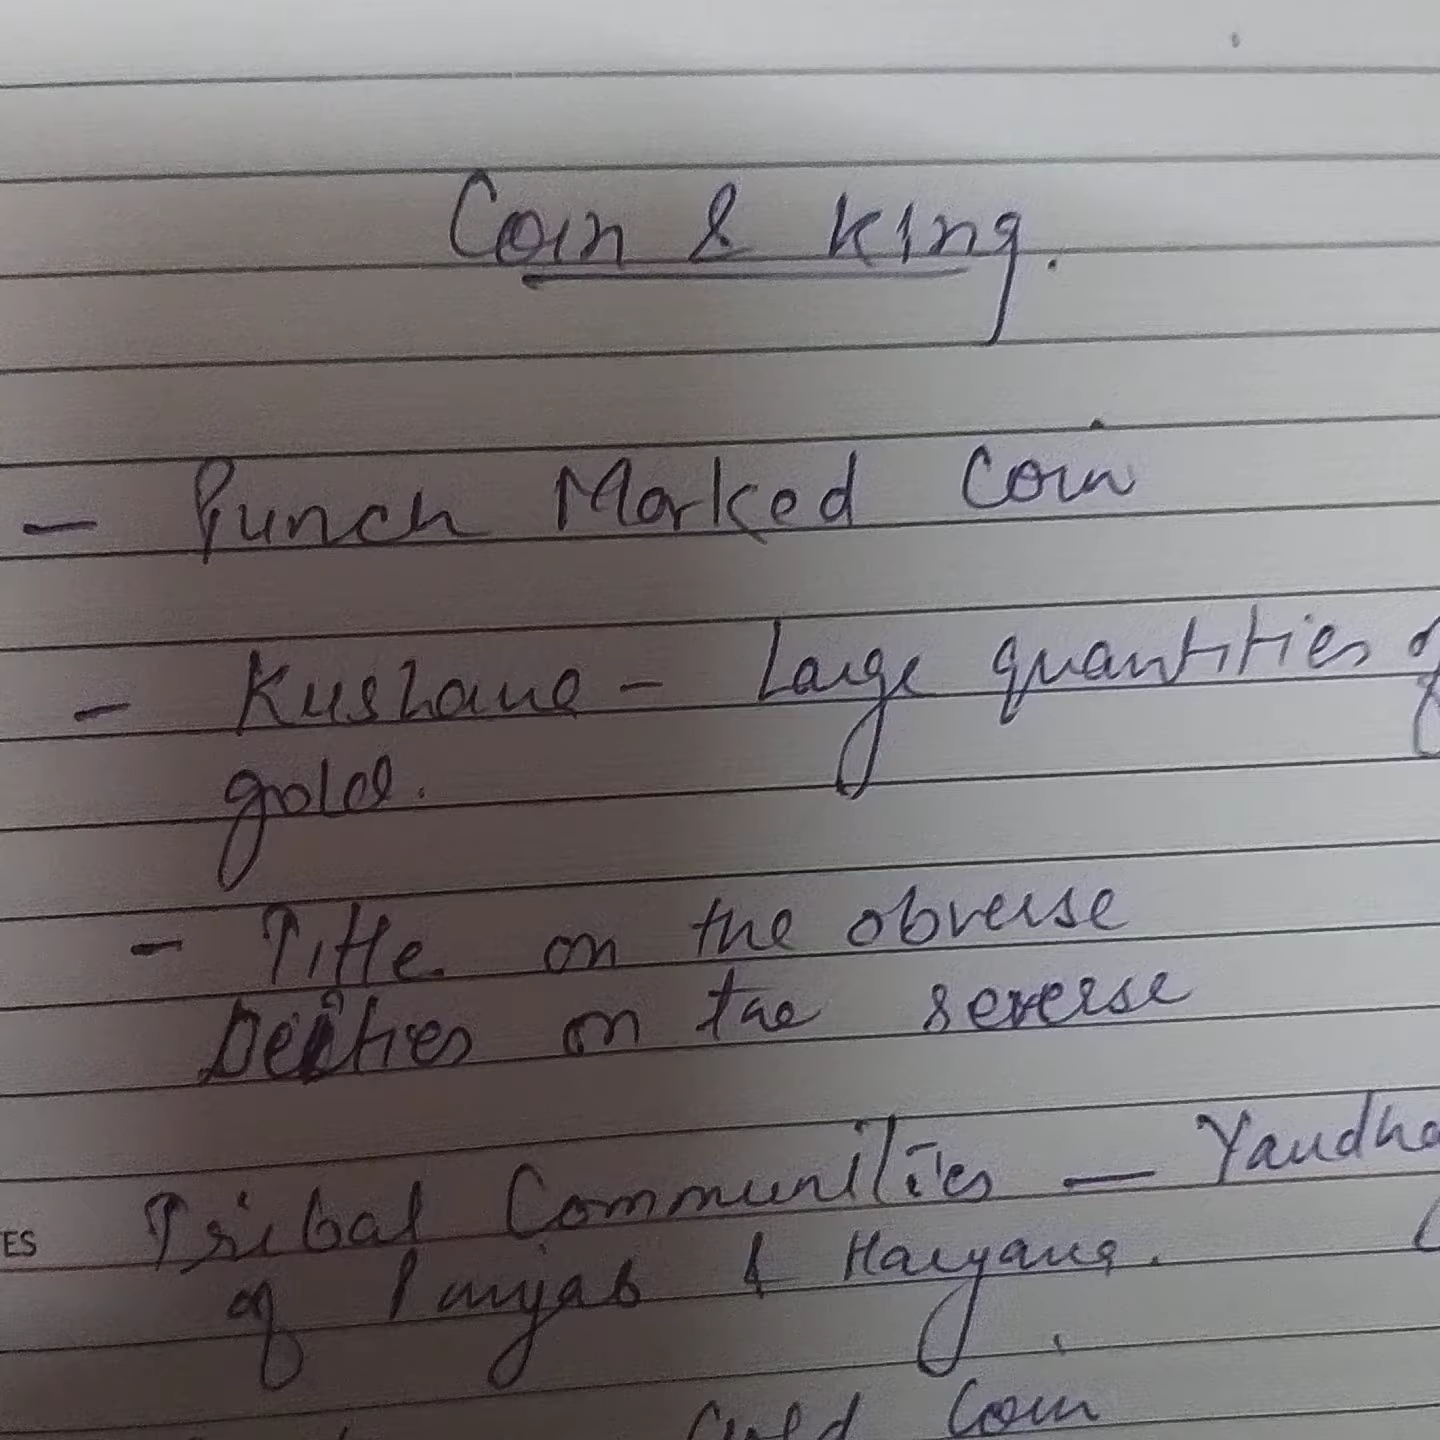 Coin & King.
- Punch Marked Coin
- Kushana - Large quantities of
gold.
- Title on the obverse
Deities on the reverse
Tribal Communities — Yaudha
of Punjab & Haryana.
ES
Gold Coin